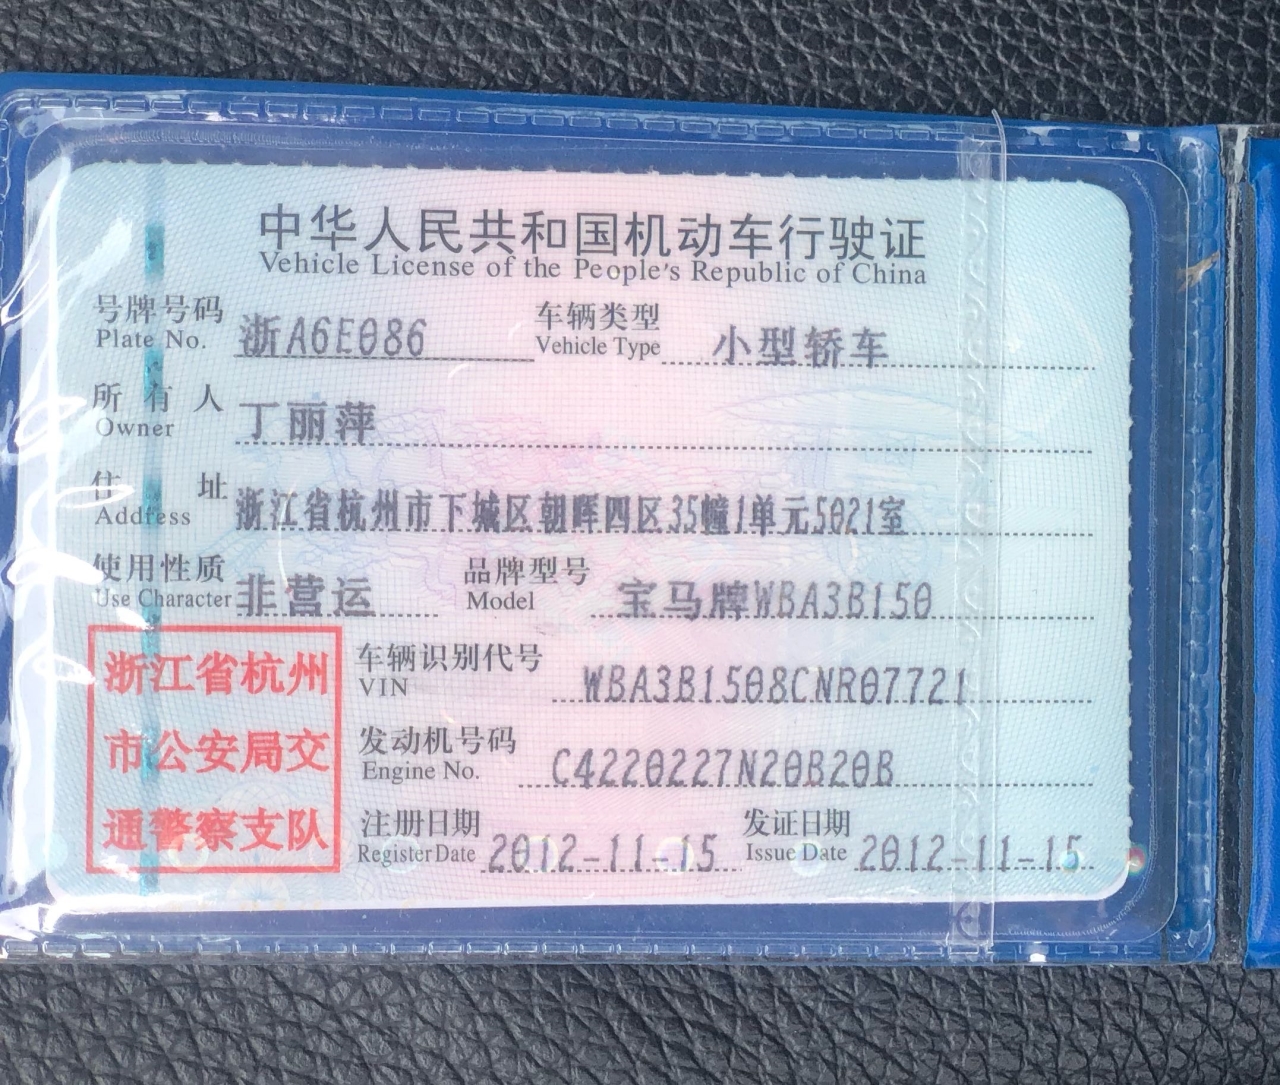 中华人民共和国机动车行驶证
Vehicle License of the People's Republic of China
号牌号码 浙A6E086 车辆类型 小型轿车
Plate No. Vehicle Type
所有人 丁丽萍
Owner
住址 浙江省杭州市下城区朝晖四区35幢1单元5021室
Address
使用性质 非营运 品牌型号 宝马牌WBA3B150
Use Character Model
浙江省杭州
市公安局交
通警察支队
车辆识别代号 WBA3B1508CNR07721
VIN
发动机号码 C4220227N20B20B
Engine No.
注册日期 2012-11-15 发证日期 2012-11-15
Register Date Issue Date